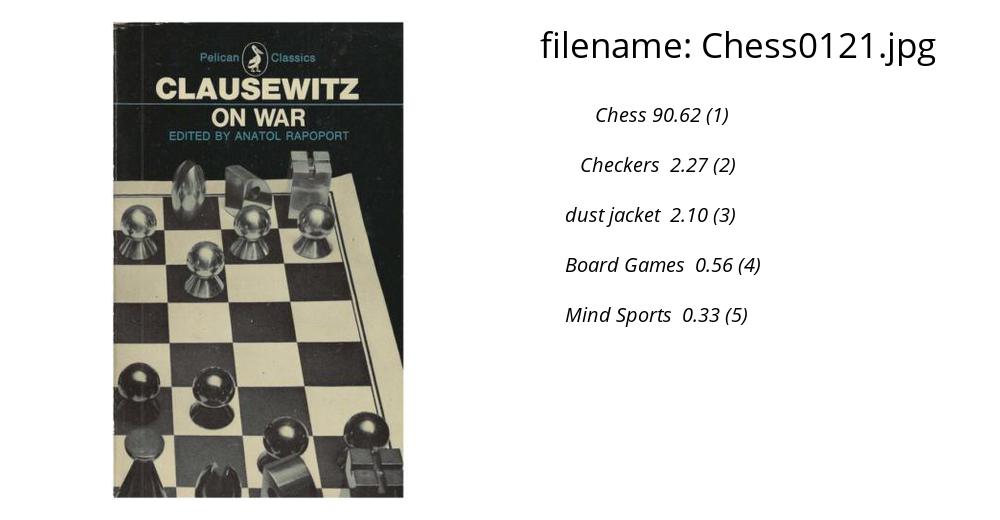 Pelican Classics
CLAUSEWITZ
ON WAR
EDITED BY ANATOL RAPOPORT
filename: Chess0121.jpg
Chess 90.62 (1)
Checkers 2.27 (2)
dust jacket 2.10 (3)
Board Games 0.56 (4)
Mind Sports 0.33 (5)